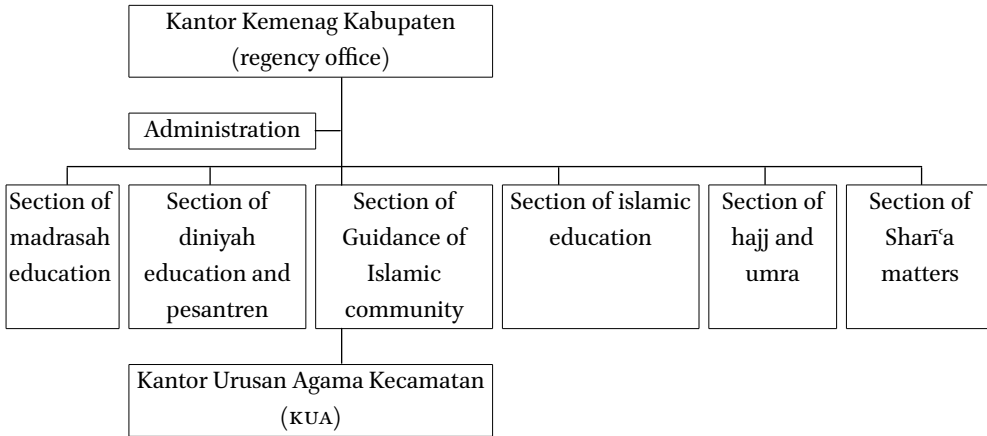 Kantor Kemenag Kabupaten
(regency office)
Administration
Section of
madrasah
education
Section of
diniyah
education and
pesantren
Section of
Guidance of
Islamic
community
Section of islamic
education
Section of
hajj and
umra
Section of
Sharīʿa
matters
Kantor Urusan Agama Kecamatan
(KUA)